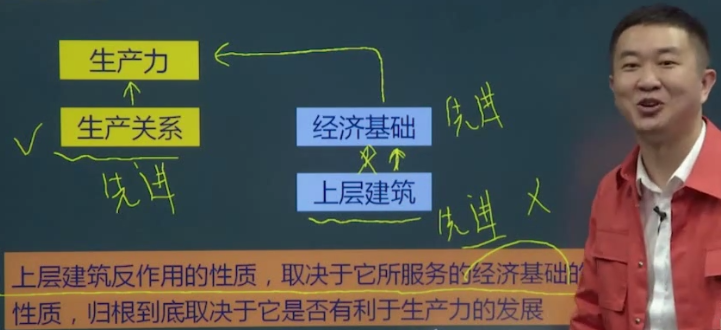 生产力
生产关系
经济基础
先进
先进
上层建筑
先进
上层建筑反作用的性质，取决于它所服务的经济基础的
性质，归根到底取决于它是否有利于生产力的发展